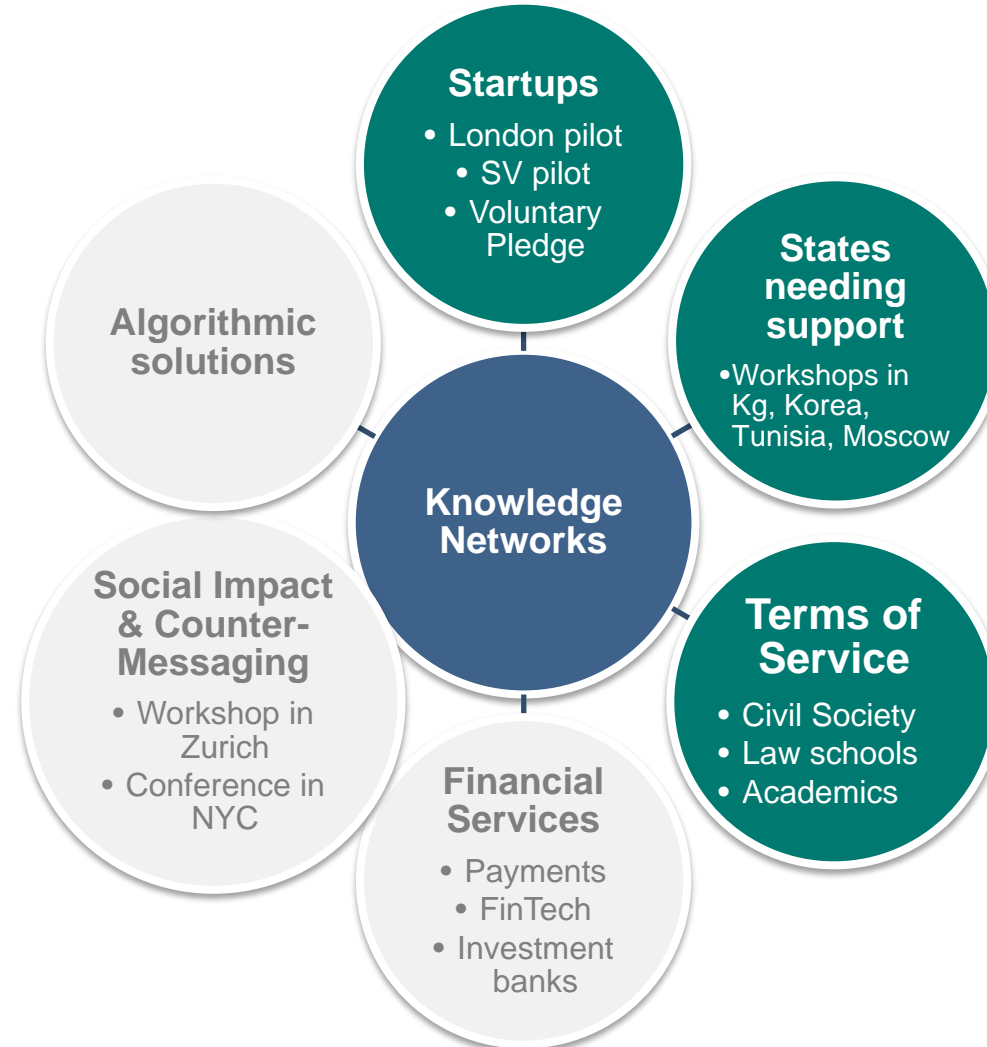 Startups
• London pilot
• SV pilot
• Voluntary
Pledge
States
needing
support
•Workshops in
Kg, Korea,
Tunisia, Moscow
Algorithmic
solutions
Knowledge
Networks
Terms of
Service
• Civil Society
• Law schools
• Academics
Social Impact
& Counter-
Messaging
• Workshop in
Zurich
• Conference in
NYC
Financial
Services
• Payments
• FinTech
• Investment
banks